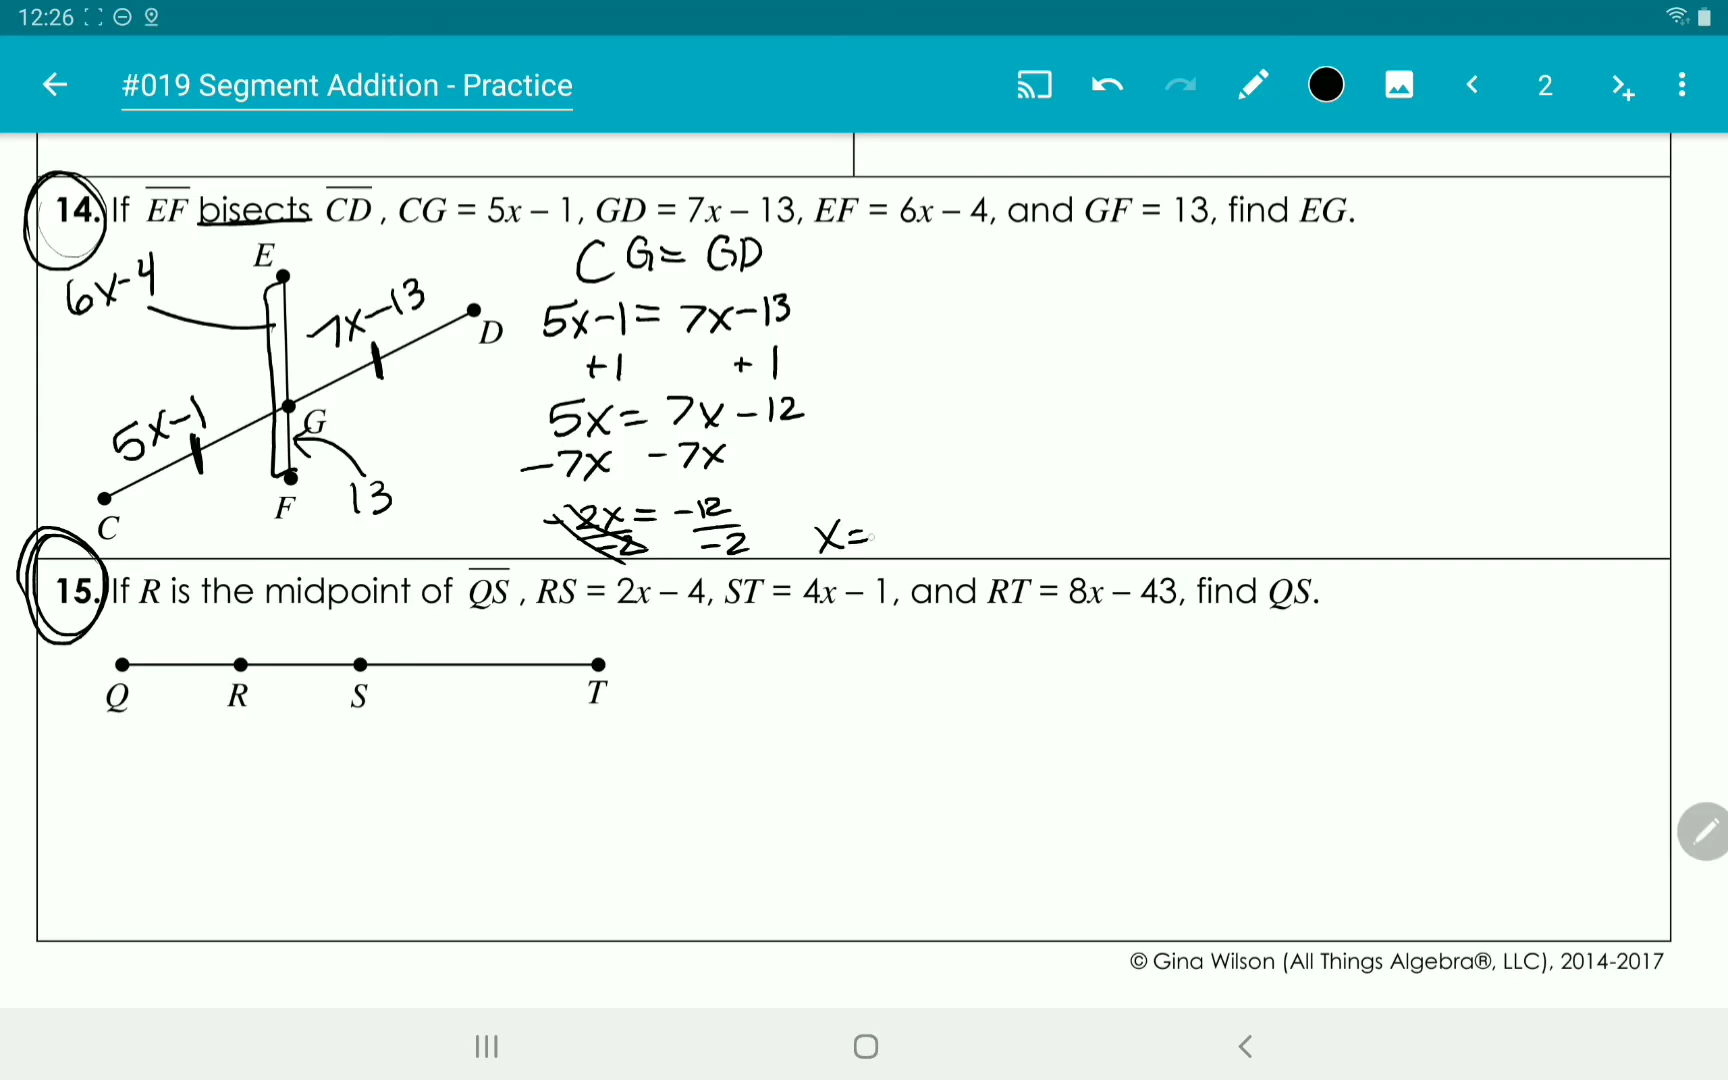 12:26
#019 Segment Addition - Practice
2
14. If EF bisects CD, CG = 5x – 1, GD = 7x – 13, EF = 6x – 4, and GF = 13, find EG.
E
6x-4
7x-13
D
5x-1
G
C
F
13
CG = GD
5x-1 = 7x-13
+1 +1
5x = 7x-12
-7x -7x
-2x = -12
-2 -2
x=
15. If R is the midpoint of QS, RS = 2x – 4, ST = 4x – 1, and RT = 8x – 43, find QS.
Q R S T
© Gina Wilson (All Things Algebra®, LLC), 2014-2017